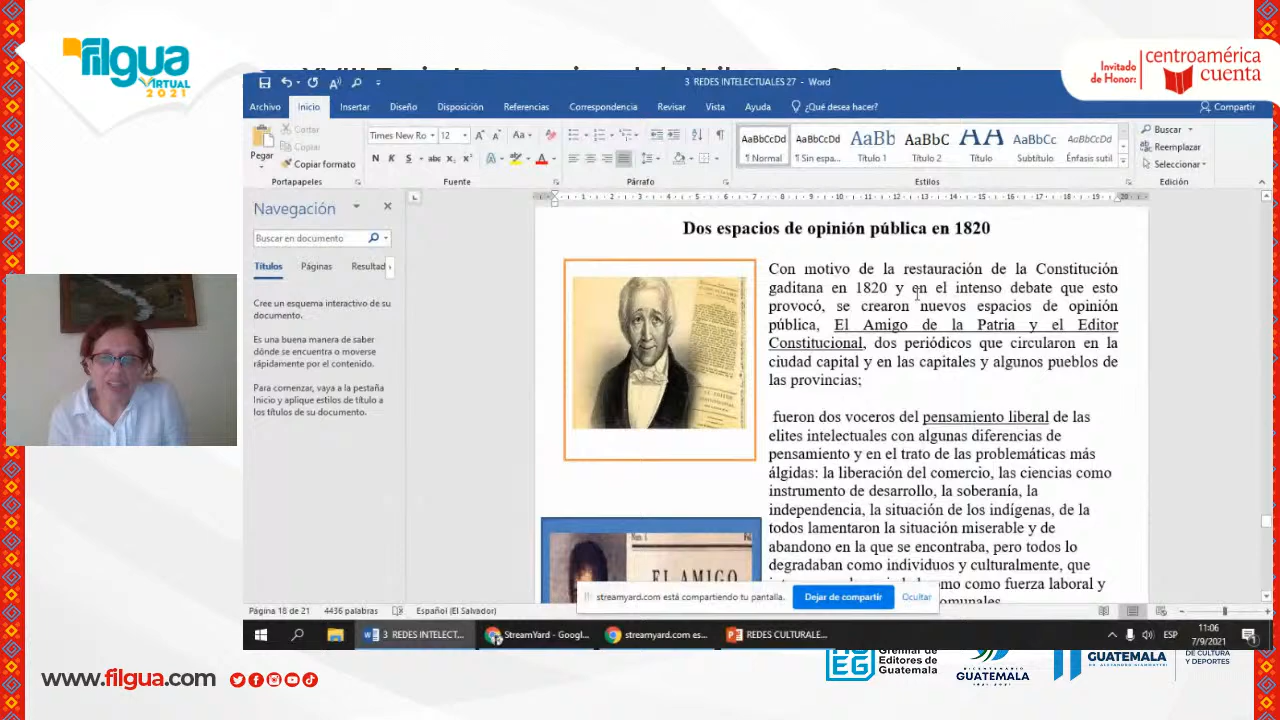 filgua
VIRTUAL
2021
Invitado
de Honor:
centroamérica
cuenta
3 REDES INTELECTUALES 27 - Word
Archivo Inicio Insertar Diseño Disposición Referencias Correspondencia Revisar Vista Ayuda ¿Qué desea hacer? Compartir
Pegar
Cortar
Copiar
Copiar formato
Portapapeles
Times New Ro 12
N K S abc x₂ x²
Fuente
Párrafo
AaBbCcDd AaBbCcDd AaBb AaBbC AA AaBbCc AaBbCcDd
¶ Normal ¶ Sin espa... Título 1 Título 2 Título Subtítulo Énfasis sutil
Estilos
Buscar
Reemplazar
Seleccionar
Edición
Navegación
Buscar en documento
Títulos Páginas Resultad
Cree un esquema interactivo de su
documento.
Es una buena manera de saber
dónde se encuentra o moverse
rápidamente por el contenido.
Para comenzar, vaya a la pestaña
Inicio y aplique estilos de título a
los títulos de su documento.
Dos espacios de opinión pública en 1820
Con motivo de la restauración de la Constitución
gaditana en 1820 y en el intenso debate que esto
provocó, se crearon nuevos espacios de opinión
pública, El Amigo de la Patria y el Editor
Constitucional, dos periódicos que circularon en la
ciudad capital y en las capitales y algunos pueblos de
las provincias;
fueron dos voceros del pensamiento liberal de las
elites intelectuales con algunas diferencias de
pensamiento y en el trato de las problemáticas más
álgidas: la liberación del comercio, las ciencias como
instrumento de desarrollo, la soberanía, la
independencia, la situación de los indígenas, de la
todos lamentaron la situación miserable y de
abandono en la que se encontraba, pero todos lo
degradaban como individuos y culturalmente, que
como como fuerza laboral y
EL AMIGO
streamyard.com está compartiendo tu pantalla. Dejar de compartir Ocultar
Página 18 de 21 4436 palabras Español (El Salvador)
3 REDES INTELECT... StreamYard - Googl... streamyard.com es... REDES CULTURALE... ESP
11:06
7/9/2021
www.filgua.com
Gremial de
Editores de
Guatemala
BICENTENARIO
GUATEMALA
GUATEMALA
DE CULTURA
Y DEPORTES